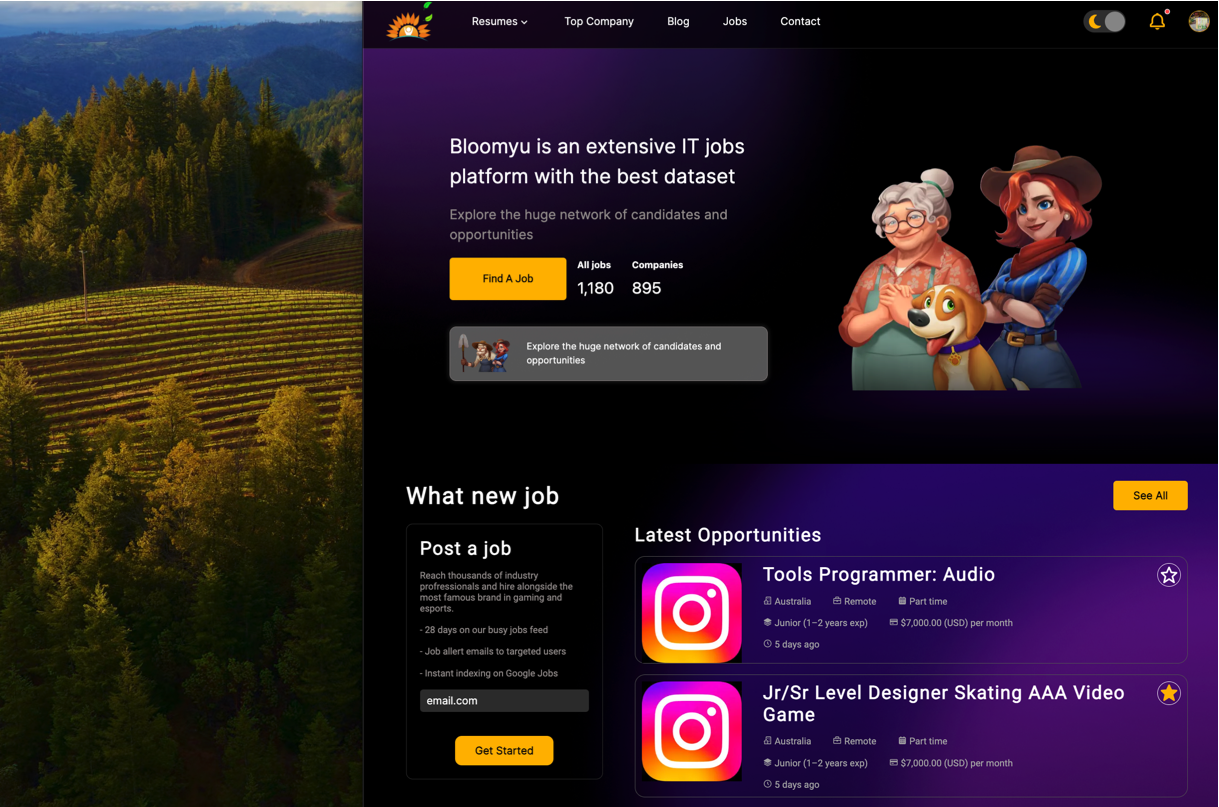 Resumes
Top Company
Blog
Jobs
Contact
Bloomyu is an extensive IT jobs
platform with the best dataset
Explore the huge network of candidates and
opportunities
Find A Job
All jobs
1,180
Companies
895
Explore the huge network of candidates and
opportunities
What new job
See All
Post a job
Reach thousands of industry
profressionals and hire alongside the
most famous brand in gaming and
esports.
- 28 days on our busy jobs feed
- Job allert emails to targeted users
- Instant indexing on Google Jobs
email.com
Get Started
Latest Opportunities
Tools Programmer: Audio
Australia
Remote
Part time
Junior (1–2 years exp)
$7,000.00 (USD) per month
5 days ago
Jr/Sr Level Designer Skating AAA Video
Game
Australia
Remote
Part time
Junior (1–2 years exp)
$7,000.00 (USD) per month
5 days ago